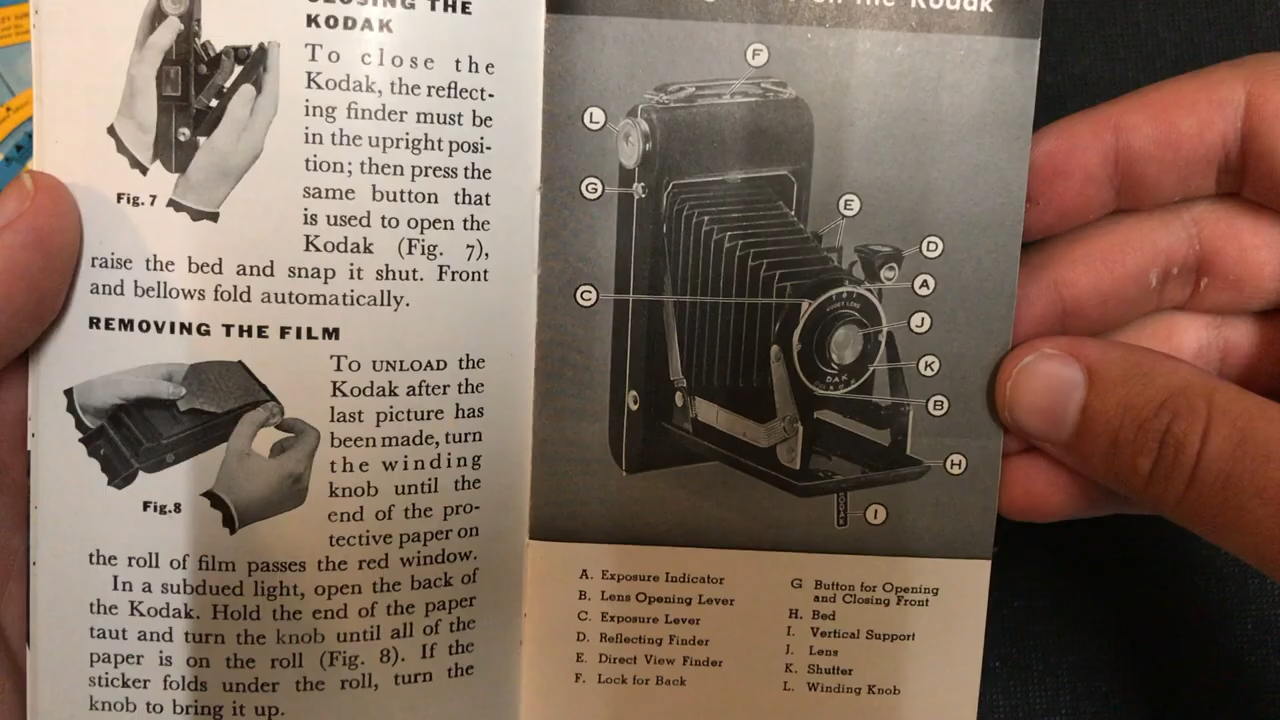 CLOSING THE
KODAK
To close the
Kodak, the reflect-
ing finder must be
in the upright posi-
tion; then press the
same button that
is used to open the
Kodak (Fig. 7),
raise the bed and snap it shut. Front
and bellows fold automatically.
Fig. 7
REMOVING THE FILM
To UNLOAD the
Kodak after the
last picture has
been made, turn
the winding
knob until the
end of the pro-
tective paper on
the roll of film passes the red window.
Fig.8
In a subdued light, open the back of
the Kodak. Hold the end of the paper
taut and turn the knob until all of the
paper is on the roll (Fig. 8). If the
sticker folds under the roll, turn the
knob to bring it up.
the Kodak
F
L
G
E
D
C
A
J
K
B
H
I
KODAK
A. Exposure Indicator
B. Lens Opening Lever
C. Exposure Lever
D. Reflecting Finder
E. Direct View Finder
F. Lock for Back
G Button for Opening
and Closing Front
H. Bed
I. Vertical Support
J. Lens
K. Shutter
L. Winding Knob